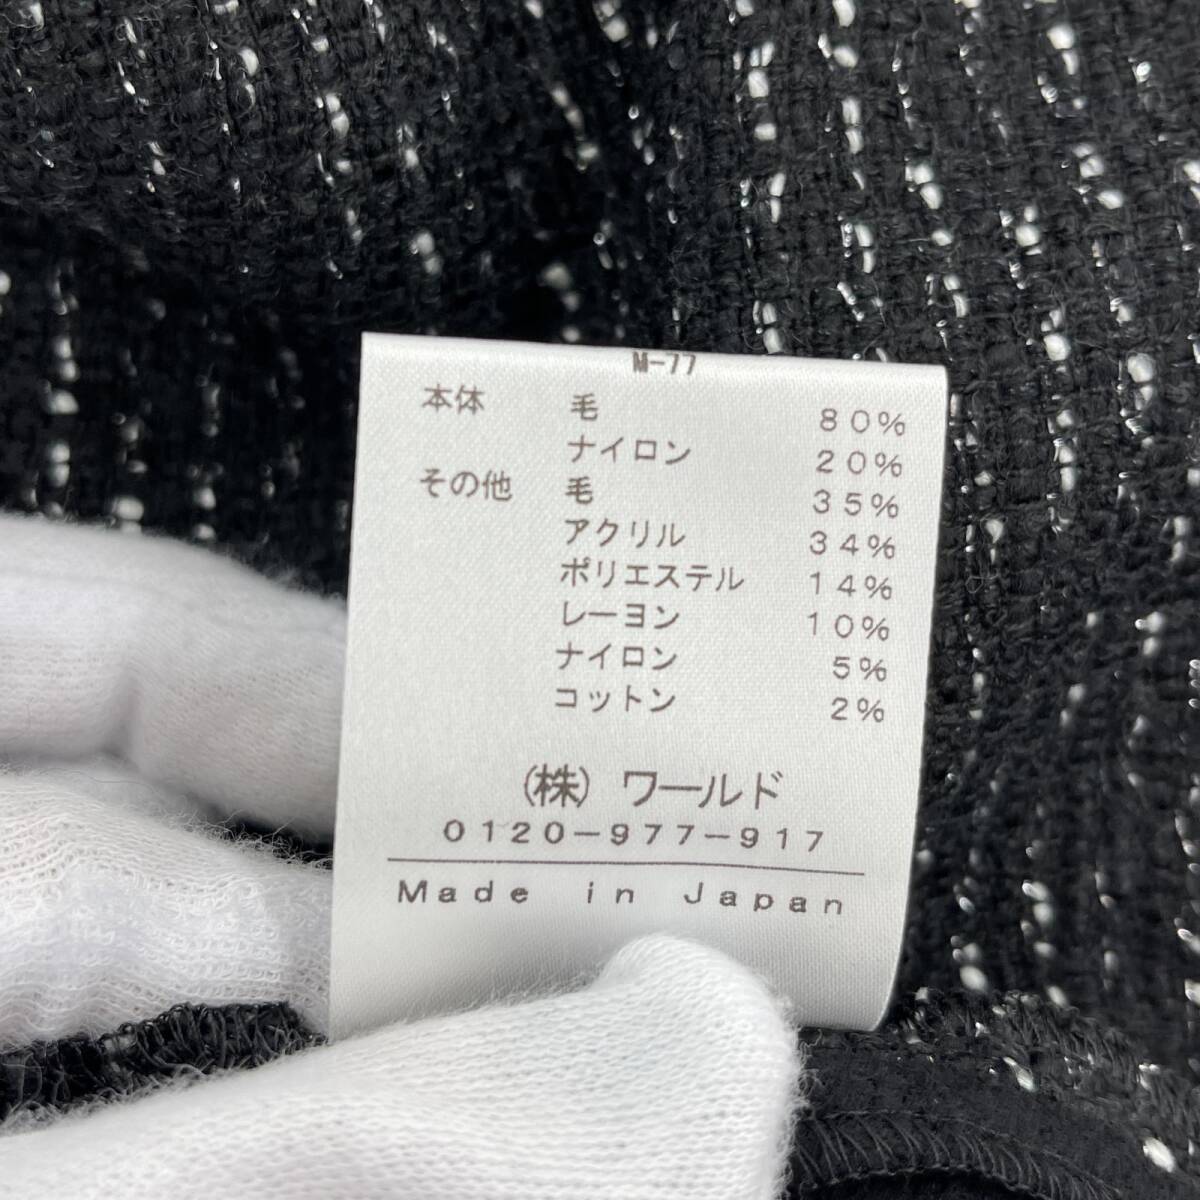 M-77
本体 毛 80%
ナイロン 20%
その他 毛 35%
アクリル 34%
ポリエステル 14%
レーヨン 10%
ナイロン 5%
コットン 2%
(株) ワールド
0120-977-917
Made in Japan